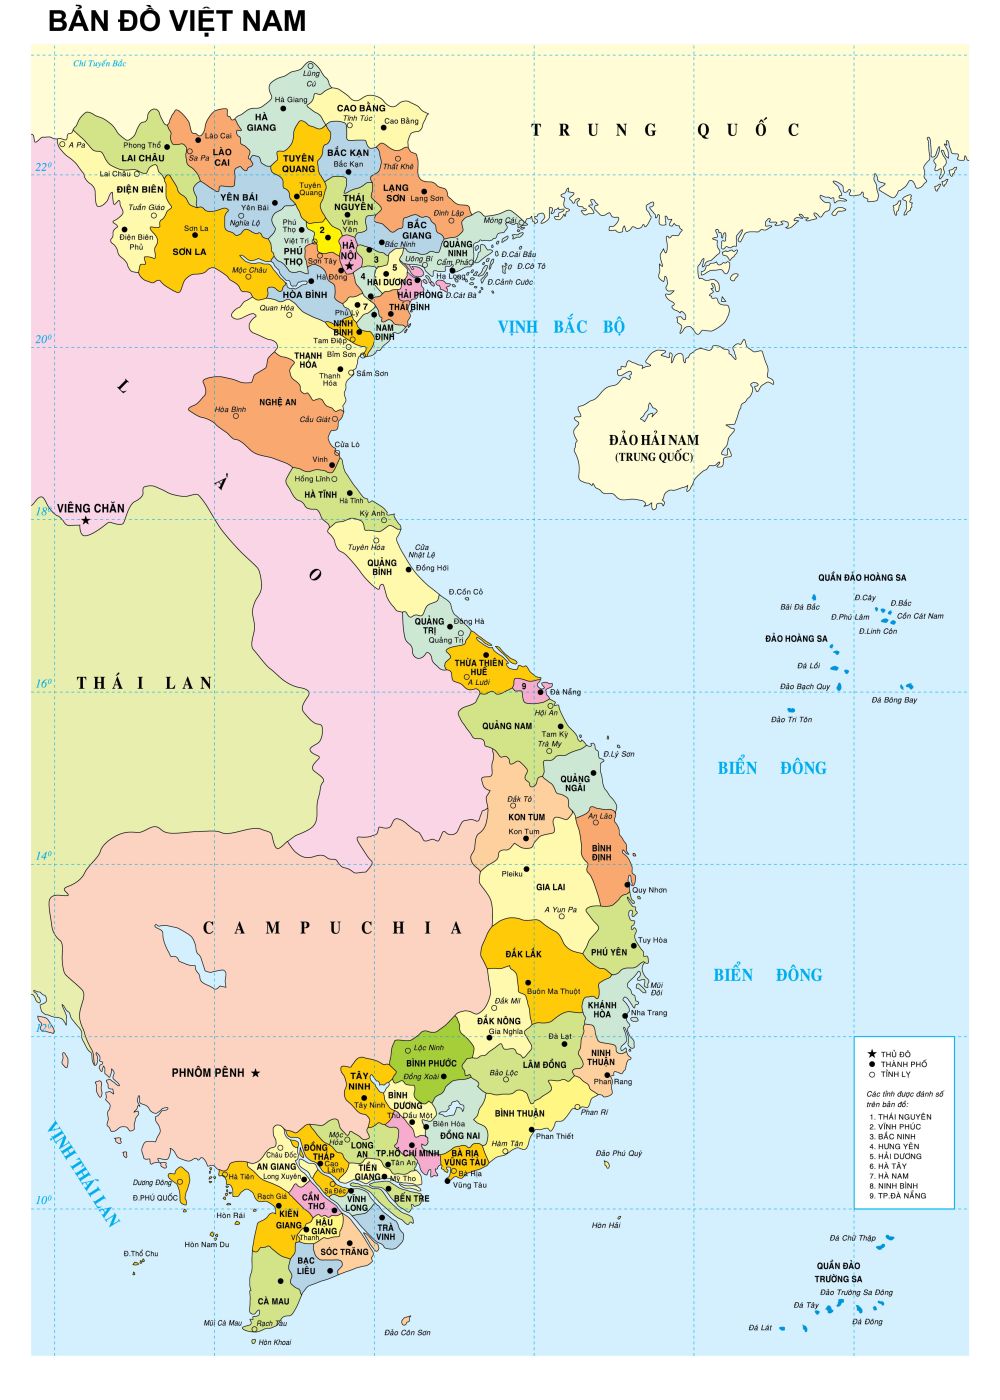 BẢN ĐỒ VIỆT NAM
Chí Tuyến Bắc
Lũng
Cú
Hà Giang
HÀ
GIANG
CAO BẰNG
Tĩnh Túc
Cao Bằng
TRUNG QUỐC
A Pa
Phong Thổ
LAI CHÂU
Lai Châu
Lào Cai
Sa Pa
LÀO
CAI
TUYÊN
QUANG
Tuyên
Quang
BẮC KẠN
Bắc Kạn
Thất Khê
LẠNG
SƠN
Lạng Sơn
22°
ĐIỆN BIÊN
Tuần Giáo
Điện Biên
Phủ
YÊN BÁI
Yên Bái
Nghĩa Lộ
THÁI
NGUYÊN
Vĩnh
Yên
Đình Lập
Móng Cái
Sơn La
SƠN LA
Phú
Thọ
Việt Trì
PHÚ
THỌ
2
HÀ
NỘI
BẮC
GIANG
Bắc Ninh
QUẢNG
NINH
Đ.Cái Bầu
Đ.Cô Tô
Đ.Cảnh Cước
Uông Bí
Cẩm Phả
Hạ Long
Mộc Châu
Sơn Tây
Hà Đông
3
4
5
HẢI DƯƠNG
HẢI PHÒNG
Đ.Cát Bà
HÒA BÌNH
Quan Hóa
Phủ Lý
7
THÁI BÌNH
NINH
BÌNH
NAM
ĐỊNH
Tam Điệp
Bỉm Sơn
VỊNH BẮC BỘ
20°
THANH
HÓA
Thanh
Hóa
Sầm Sơn
L
À
O
NGHỆ AN
Hòa Bình
Cầu Giát
Cửa Lò
Vinh
ĐẢO HẢI NAM
(TRUNG QUỐC)
Hồng Lĩnh
HÀ TĨNH
Hà Tĩnh
Kỳ Anh
VIÊNG CHĂN
18°
Tuyên Hóa
Cửa
Nhật Lệ
QUẢNG
BÌNH
Đồng Hới
Đ.Cồn Cỏ
QUẦN ĐẢO HOÀNG SA
Bãi Đá Bắc
Đ.Cây
Đ.Bắc
Đ.Phú Lâm
Cồn Cát Nam
Đ.Linh Côn
ĐẢO HOÀNG SA
Đá Lồi
Đảo Bạch Quy
Đá Bông Bay
Đảo Tri Tôn
QUẢNG
TRỊ
Đông Hà
Quảng Trị
THỪA THIÊN
HUẾ
A Lưới
THÁI LAN
16°
9
Đà Nẵng
Hội An
QUẢNG NAM
Tam Kỳ
Trà My
Đ.Lý Sơn
BIỂN ĐÔNG
QUẢNG
NGÃI
Đắk Tô
KON TUM
Kon Tum
An Lão
BÌNH
ĐỊNH
14°
Pleiku
GIA LAI
A Yun Pa
Quy Nhơn
CAMPUCHIA
ĐẮK LẮK
Buôn Ma Thuột
PHÚ YÊN
Tuy Hòa
BIỂN ĐÔNG
Mũi
Đôi
KHÁNH
HÒA
Nha Trang
Đắk Mil
ĐẮK NÔNG
Gia Nghĩa
12°
Lộc Ninh
BÌNH PHƯỚC
Đồng Xoài
Đà Lạt
LÂM ĐỒNG
Bảo Lộc
NINH
THUẬN
Phan Rang
PHNÔM PÊNH
TÂY
NINH
Tây Ninh
BÌNH
DƯƠNG
Thủ Dầu Một
Biên Hòa
ĐỒNG NAI
BÌNH THUẬN
Phan Rí
Phan Thiết
Hàm Tân
THỦ ĐÔ
THÀNH PHỐ
TỈNH LỴ
Các tỉnh được đánh số
trên bản đồ:
1. THÁI NGUYÊN
2. VĨNH PHÚC
3. BẮC NINH
4. HƯNG YÊN
5. HẢI DƯƠNG
6. HÀ TÂY
7. HÀ NAM
8. NINH BÌNH
9. TP.ĐÀ NẴNG
VỊNH THÁI LAN
Mộc
Hóa
LONG
AN
TP.HỒ CHÍ MINH
Tân An
BÀ RỊA
VŨNG TÀU
Bà Rịa
Vũng Tàu
Đảo Phú Quý
Châu Đốc
AN GIANG
Long Xuyên
ĐỒNG
THÁP
Cao
Lãnh
TIỀN
GIANG
Mỹ Tho
Sa Đéc
BẾN TRE
Dương Đông
Đ.PHÚ QUỐC
Hà Tiên
Rạch Giá
KIÊN
GIANG
CẦN
THƠ
VĨNH
LONG
10°
Hòn Rái
Hòn Nam Du
Vị Thanh
HẬU
GIANG
TRÀ
VINH
Hòn Hải
Đ.Thổ Chu
SÓC TRĂNG
BẠC
LIÊU
CÀ MAU
Mũi Cà Mau
Rạch Tàu
Hòn Khoai
Đảo Côn Sơn
Đá Chữ Thập
QUẦN ĐẢO
TRƯỜNG SA
Đảo Trường Sa Đông
Đá Tây
Đá Đông
Đá Lát